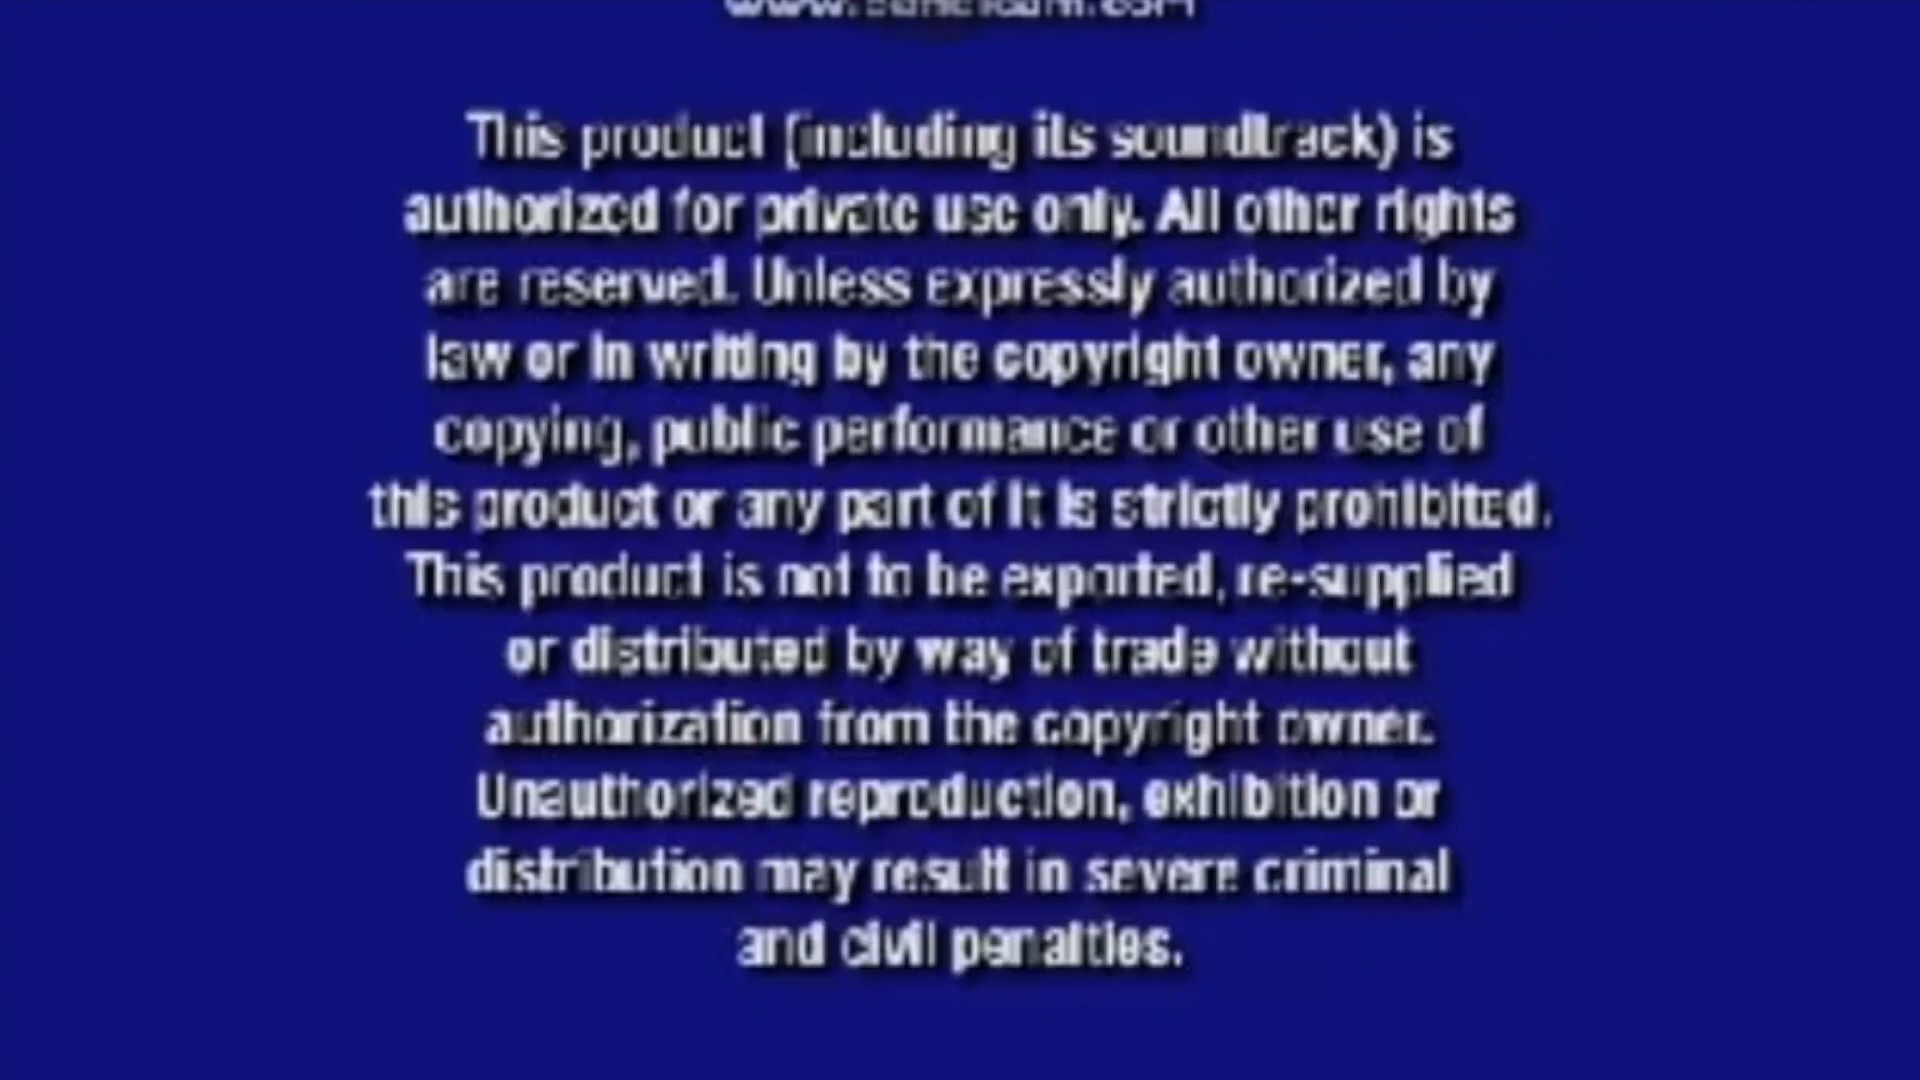 This product (including its soundtrack) is
authorized for private use only. All other rights
are reserved. Unless expressly authorized by
law or in writing by the copyright owner, any
copying, public performance or other use of
this product or any part of it is strictly prohibited.
This product is not to be exported, re-supplied
or distributed by way of trade without
authorization from the copyright owner.
Unauthorized reproduction, exhibition or
distribution may result in severe criminal
and civil penalties.